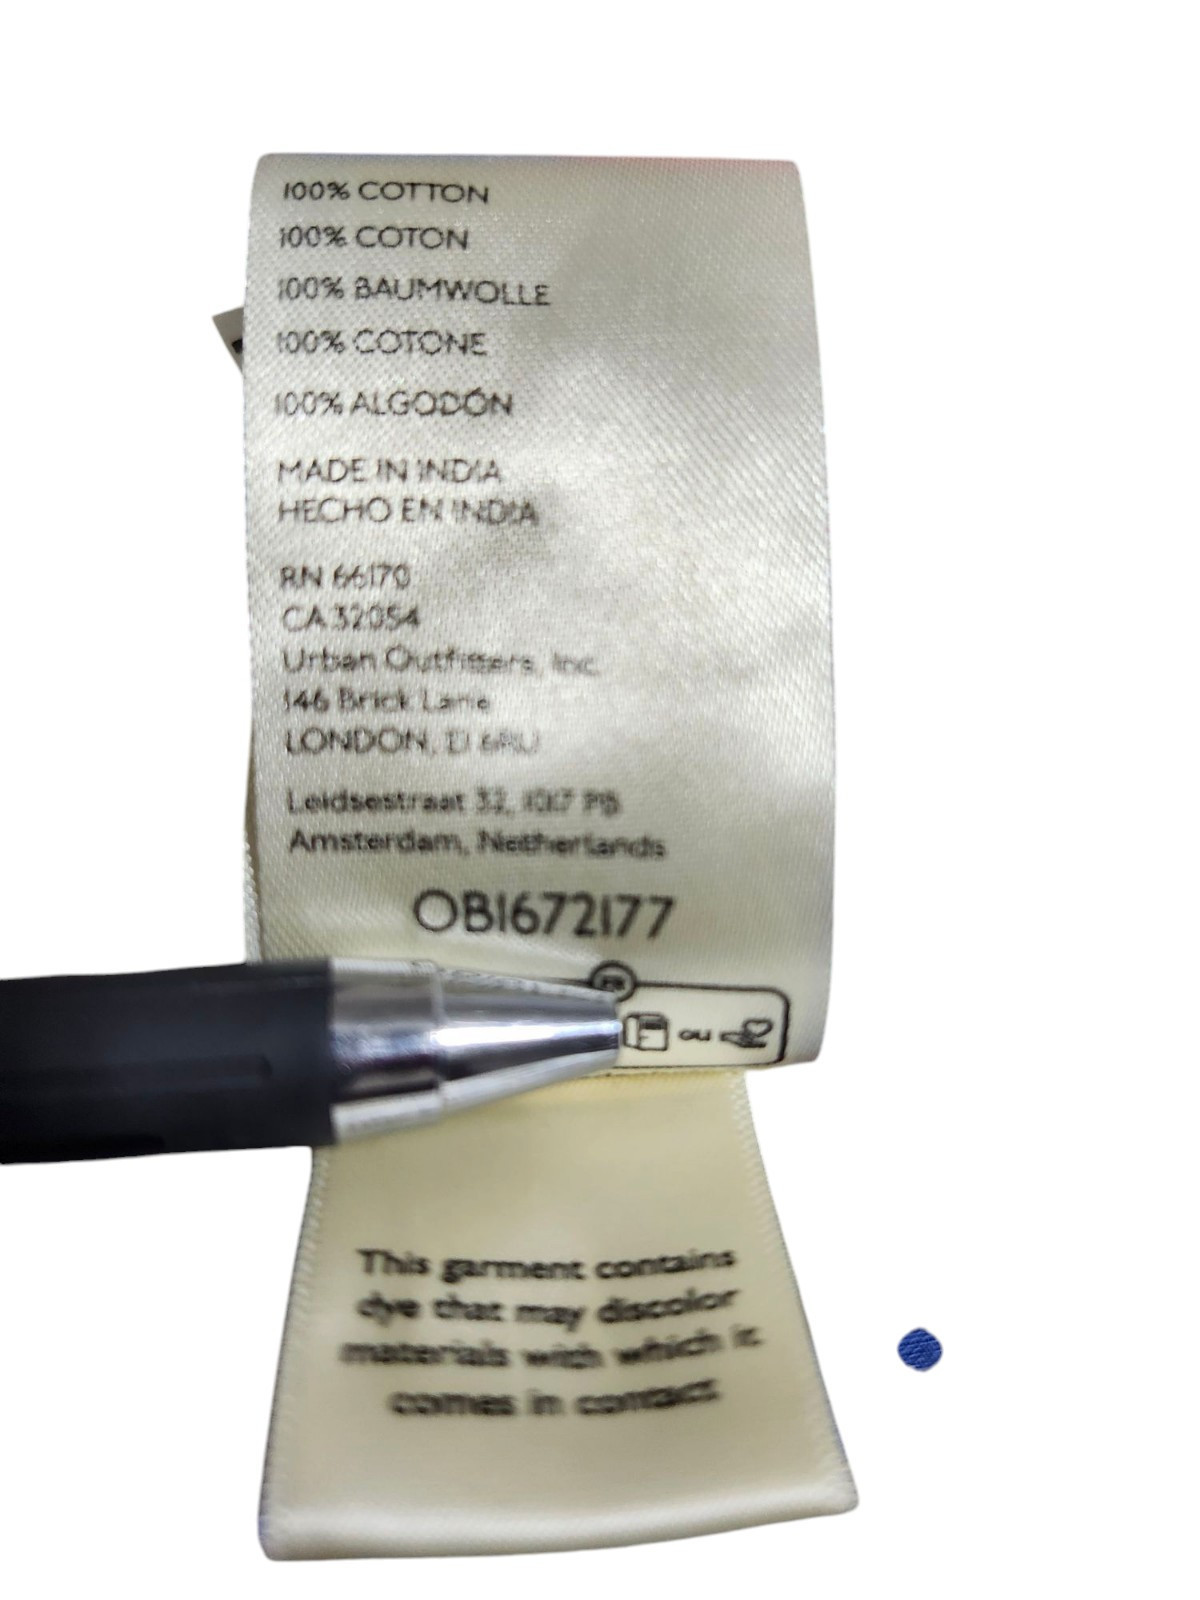 100% COTTON
100% COTON
100% BAUMWOLLE
100% COTONE
100% ALGODÓN
MADE IN INDIA
HECHO EN INDIA
RN 66170
CA 32054
Urban Outfitters, Inc.
146 Brick Lane
LONDON, E1 6RU
Leidsestraat 32, 1017 PB
Amsterdam, Netherlands
OB1672177
FR
ou
This garment contains
dye that may discolor
materials with which it
comes in contact.